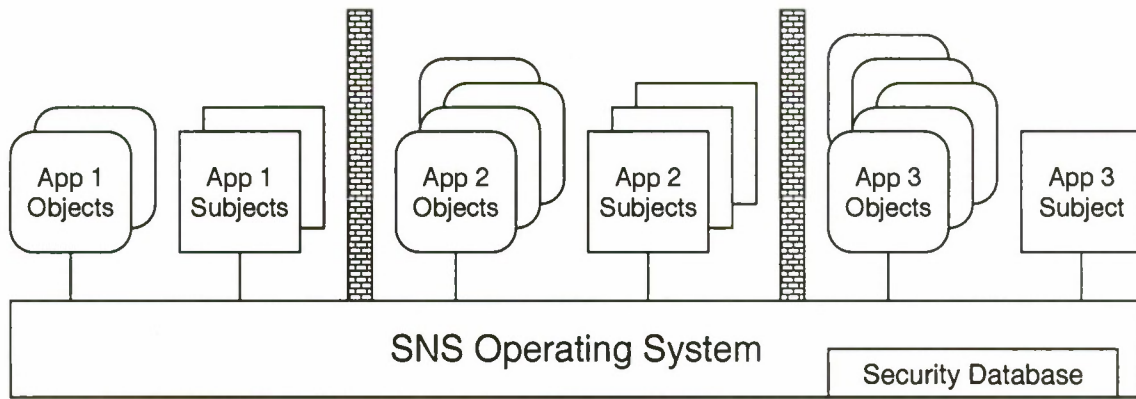 App 1
Objects
App 1
Subjects
App 2
Objects
App 2
Subjects
App 3
Objects
App 3
Subject
SNS Operating System
Security Database